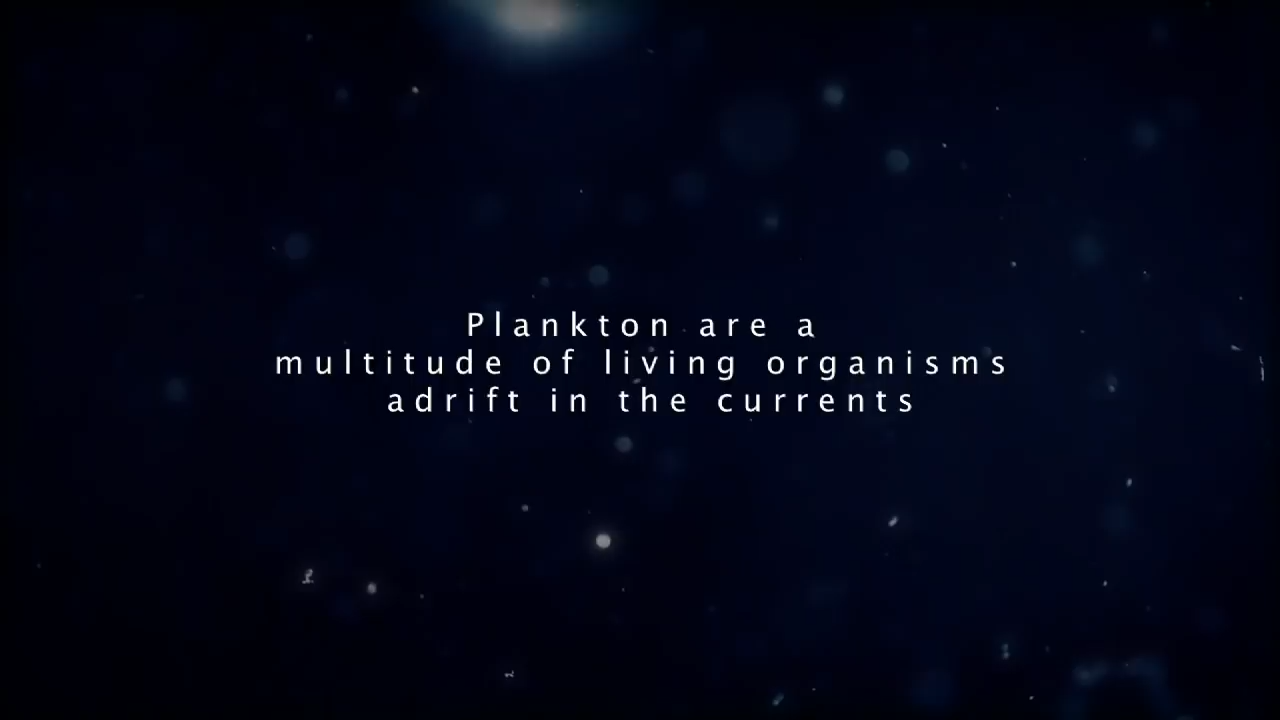 Plankton are a
multitude of living organisms
adrift in the currents